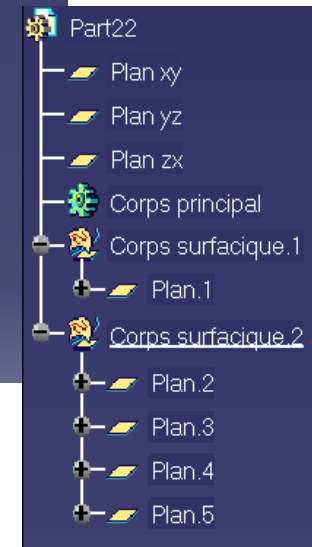 Part22
Plan xy
Plan yz
Plan zx
Corps principal
Corps surfacique.1
Plan.1
Corps surfacique.2
Plan.2
Plan.3
Plan.4
Plan.5